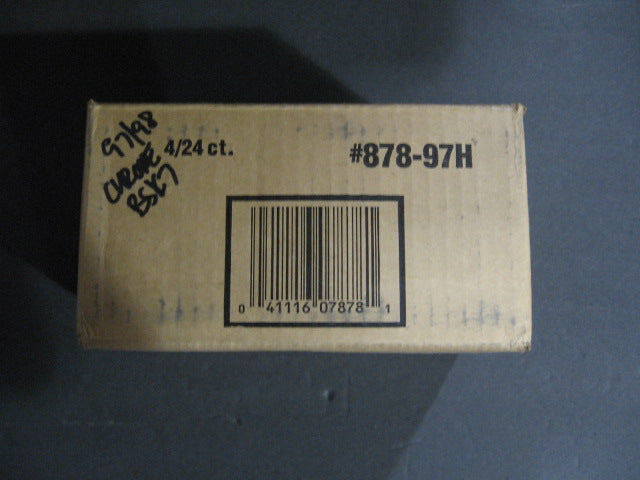 97/98
CHROME
BSKT
4/24 ct.
#878-97H
0 41116 07878 1